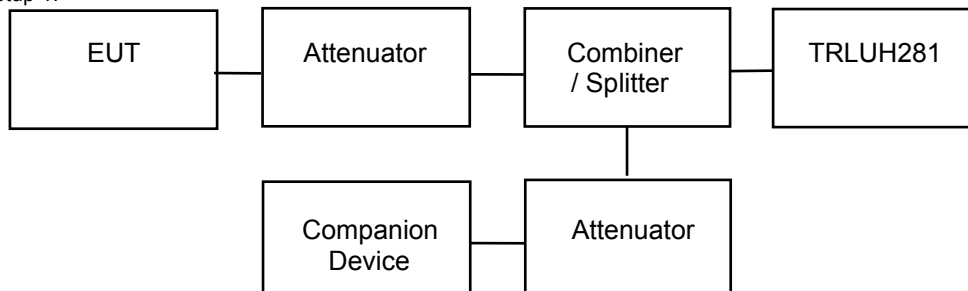 EUT
Attenuator
Combiner
/ Splitter
TRLUH281
Companion
Device
Attenuator